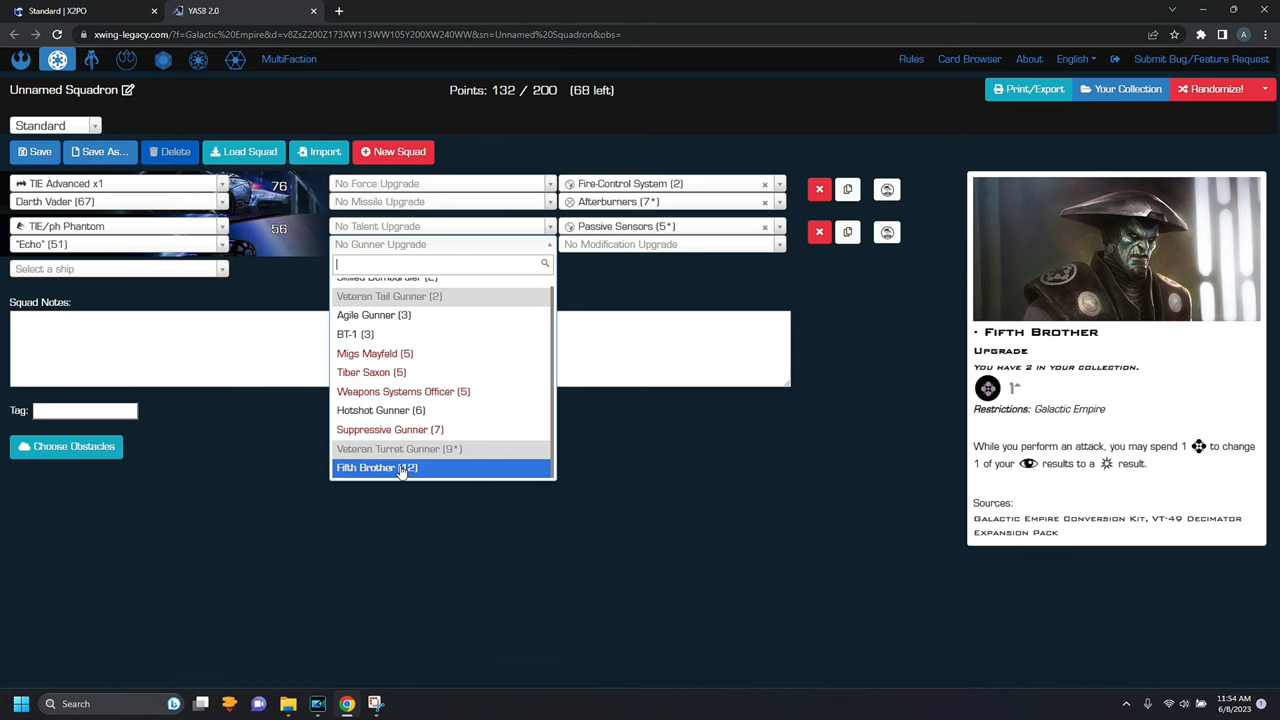 Standard | X2PO
YASB 2.0
xwing-legacy.com/?f=Galactic%20Empire&d=v8ZsZ200Z173XW113WW105Y200XW240WW&sn=Unnamed%20Squadron&obs=
A
MultiFaction
Rules
Card Browser
About
English
Submit Bug/Feature Request
Unnamed Squadron
Points: 132 / 200 (68 left)
Print/Export
Your Collection
Randomize!
Standard
Save
Save As...
Delete
Load Squad
Import
New Squad
TIE Advanced x1
76
No Force Upgrade
Fire-Control System (2)
Darth Vader (67)
No Missile Upgrade
Afterburners (7*)
TIE/ph Phantom
56
No Talent Upgrade
Passive Sensors (5*)
"Echo" (51)
No Gunner Upgrade
No Modification Upgrade
Select a ship
Skilled Bombardier (2)
Veteran Tail Gunner (2)
Agile Gunner (3)
BT-1 (3)
Migs Mayfeld (5)
Tiber Saxon (5)
Weapons Systems Officer (5)
Hotshot Gunner (6)
Suppressive Gunner (7)
Veteran Turret Gunner (9*)
Fifth Brother (12)
Squad Notes:
Tag:
Choose Obstacles
· Fifth Brother
Upgrade
You have 2 in your collection.
1^
Restrictions: Galactic Empire
While you perform an attack, you may spend 1 to change
1 of your results to a result.
Sources:
Galactic Empire Conversion Kit, VT-49 Decimator
Expansion Pack
Search
11:54 AM
6/8/2023
1